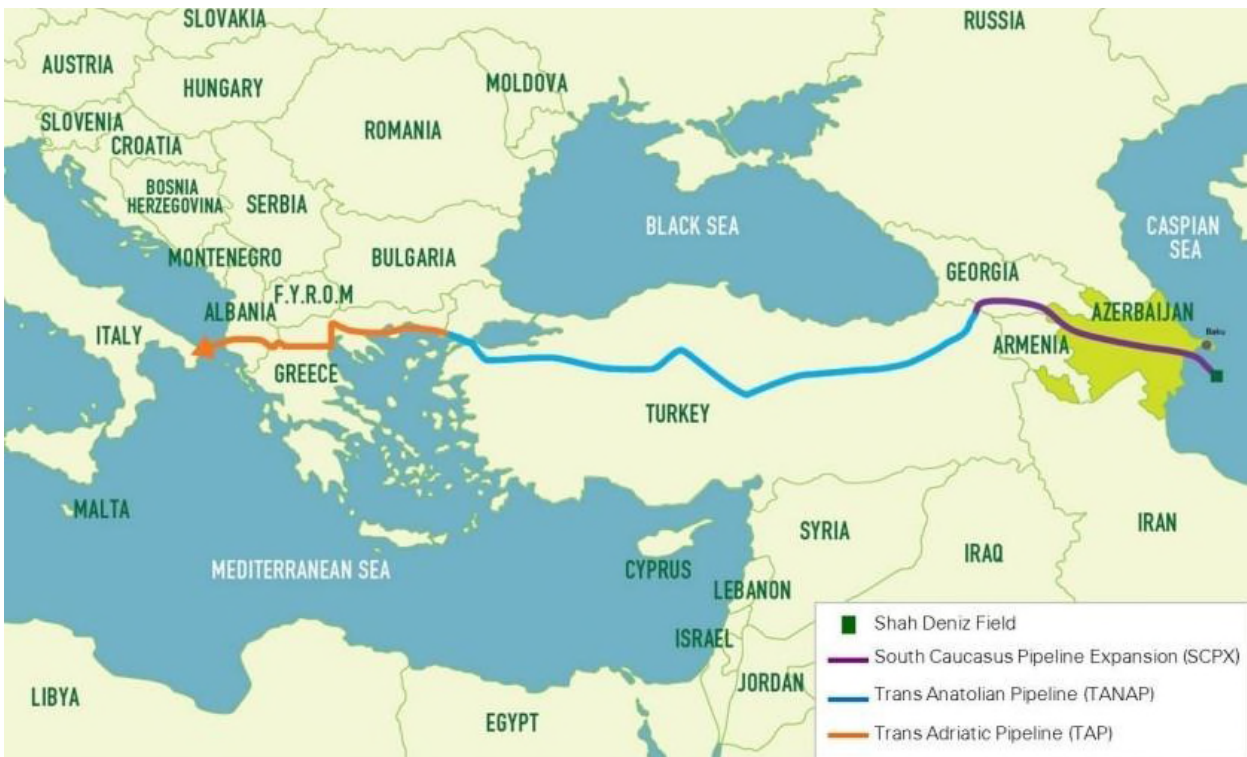 SLOVAKIA
RUSSIA
AUSTRIA
HUNGARY
MOLDOVA
SLOVENIA
CROATIA
ROMANIA
BOSNIA
HERZEGOVINA
SERBIA
BLACK SEA
CASPIAN
SEA
MONTENEGRO
BULGARIA
GEORGIA
F.Y.R.O.M
ALBANIA
AZERBAIJAN
ITALY
Baku
ARMENIA
GREECE
TURKEY
MALTA
SYRIA
IRAN
IRAQ
MEDITERRANEAN SEA
CYPRUS
LEBANON
ISRAEL
JORDAN
LIBYA
EGYPT
Shah Deniz Field
South Caucasus Pipeline Expansion (SCPX)
Trans Anatolian Pipeline (TANAP)
Trans Adriatic Pipeline (TAP)